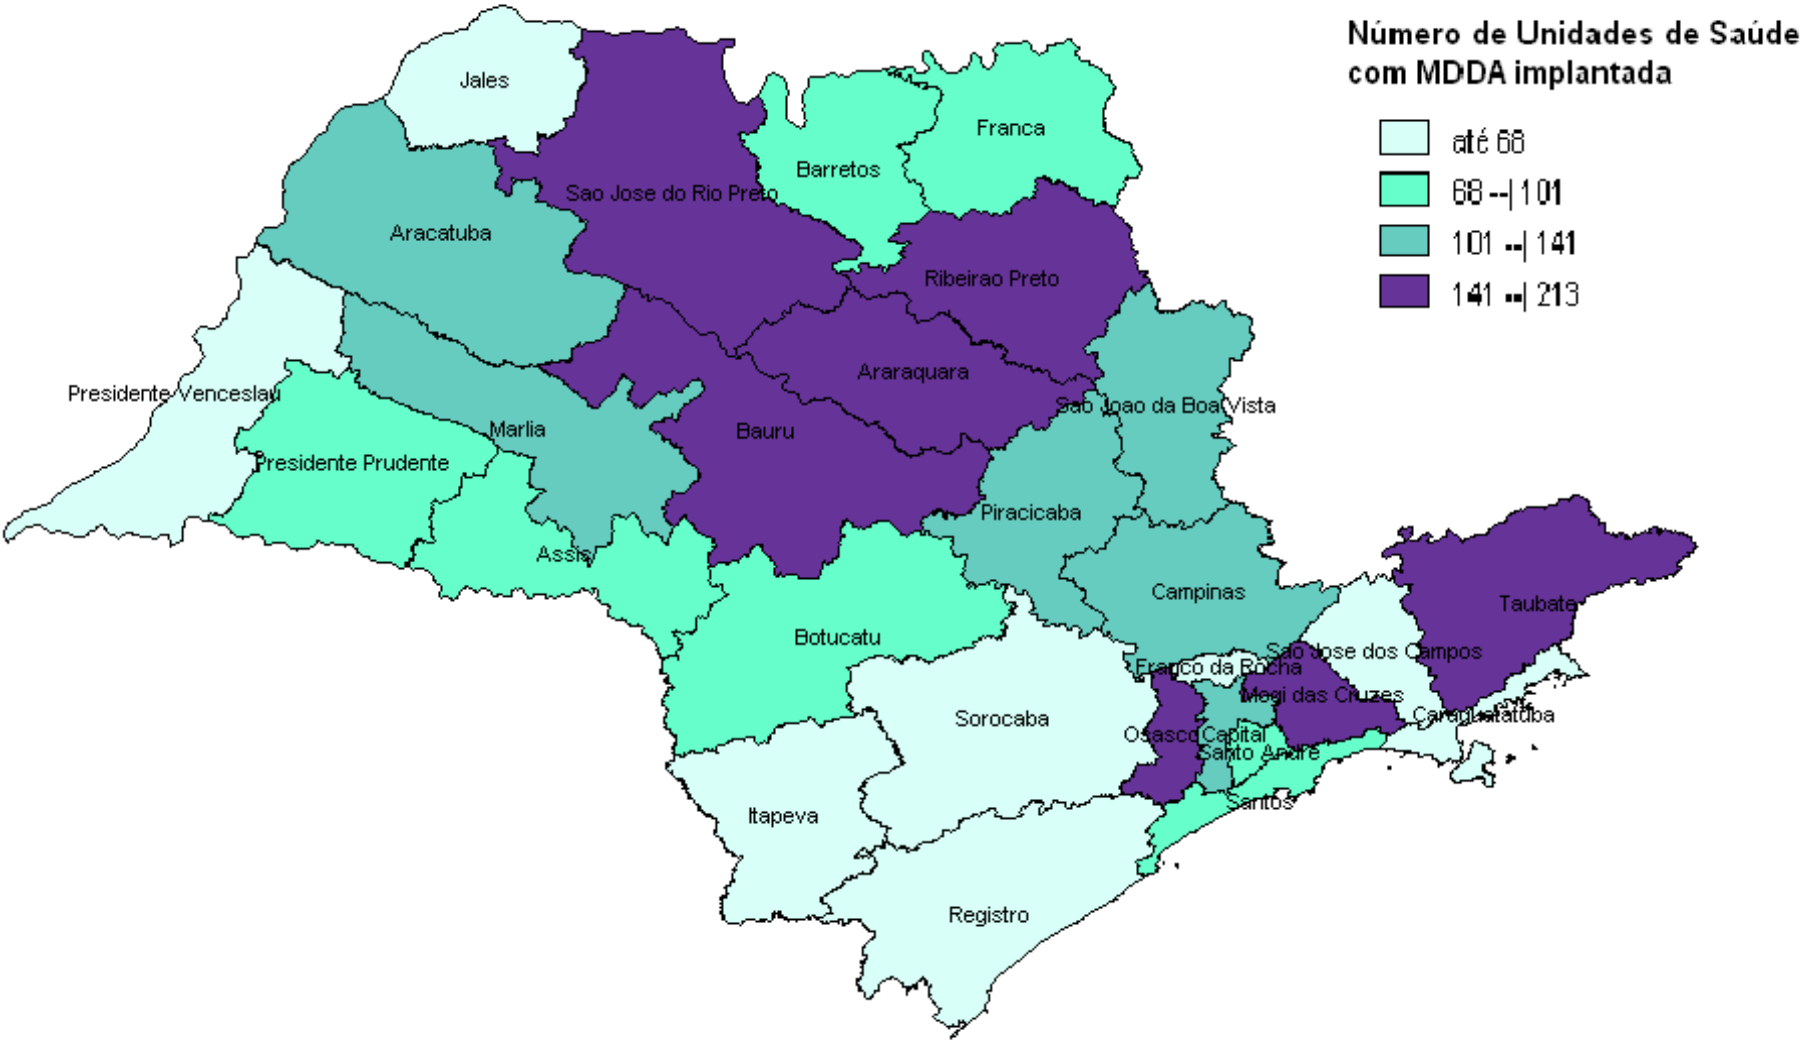 Número de Unidades de Saúde
com MDDA implantada
até 68
68 --| 101
101 --| 141
141 --| 213
Jales
Franca
Barretos
Sao Jose do Rio Preto
Aracatuba
Ribeirao Preto
Araraquara
Presidente Venceslau
Sao Joao da Boa Vista
Marlia
Bauru
Presidente Prudente
Piracicaba
Assis
Campinas
Taubate
Botucatu
Sao Jose dos Campos
Franco da Rocha
Mogi das Cruzes
Caraguatatuba
Sorocaba
Osasco
Capital
Santo Andre
Santos
Itapeva
Registro